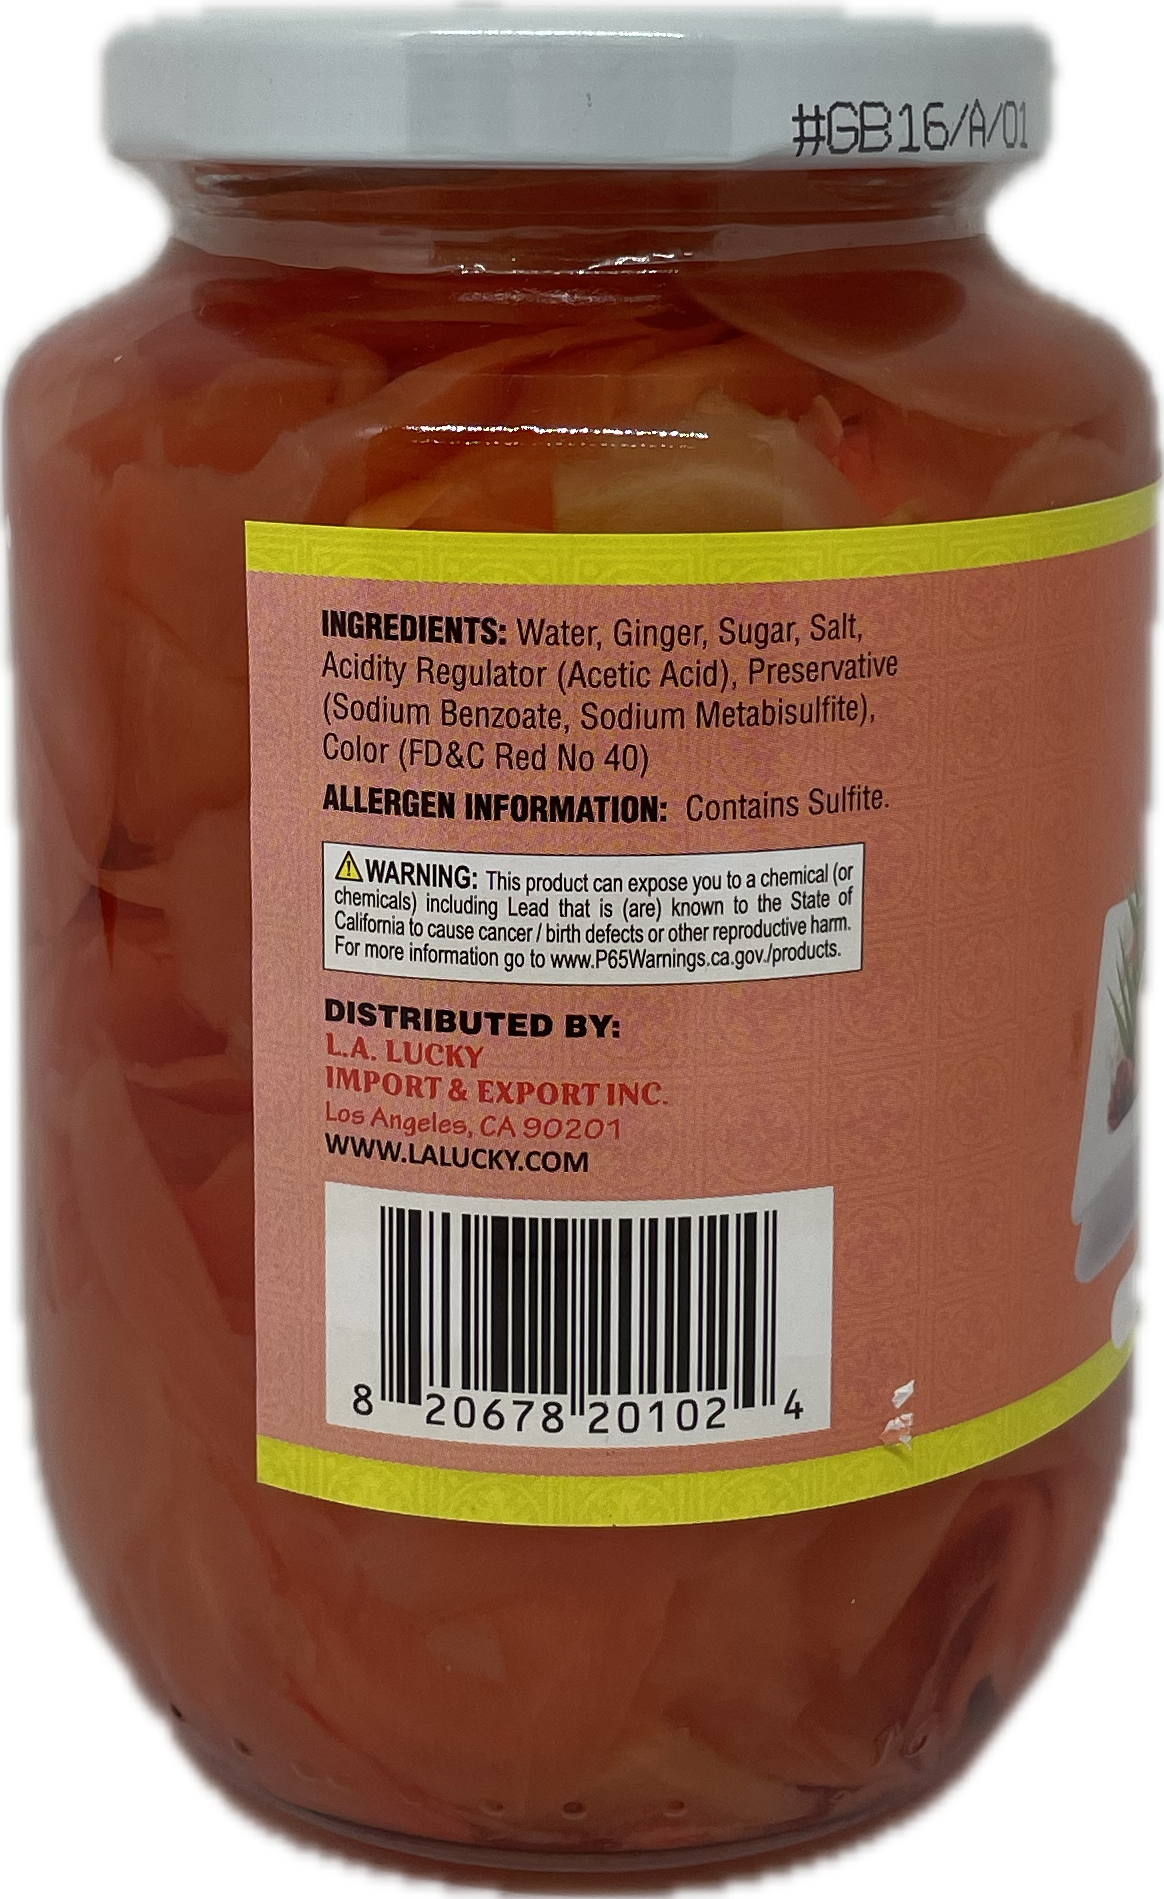 #GB16/A/01
INGREDIENTS: Water, Ginger, Sugar, Salt,
Acidity Regulator (Acetic Acid), Preservative
(Sodium Benzoate, Sodium Metabisulfite),
Color (FD&C Red No 40)
ALLERGEN INFORMATION: Contains Sulfite.
WARNING: This product can expose you to a chemical (or
chemicals) including Lead that is (are) known to the State of
California to cause cancer / birth defects or other reproductive harm.
For more information go to www.P65Warnings.ca.gov./products.
DISTRIBUTED BY:
L.A. LUCKY
IMPORT & EXPORT INC.
Los Angeles, CA 90201
WWW.LALUCKY.COM
8 20678 20102 4